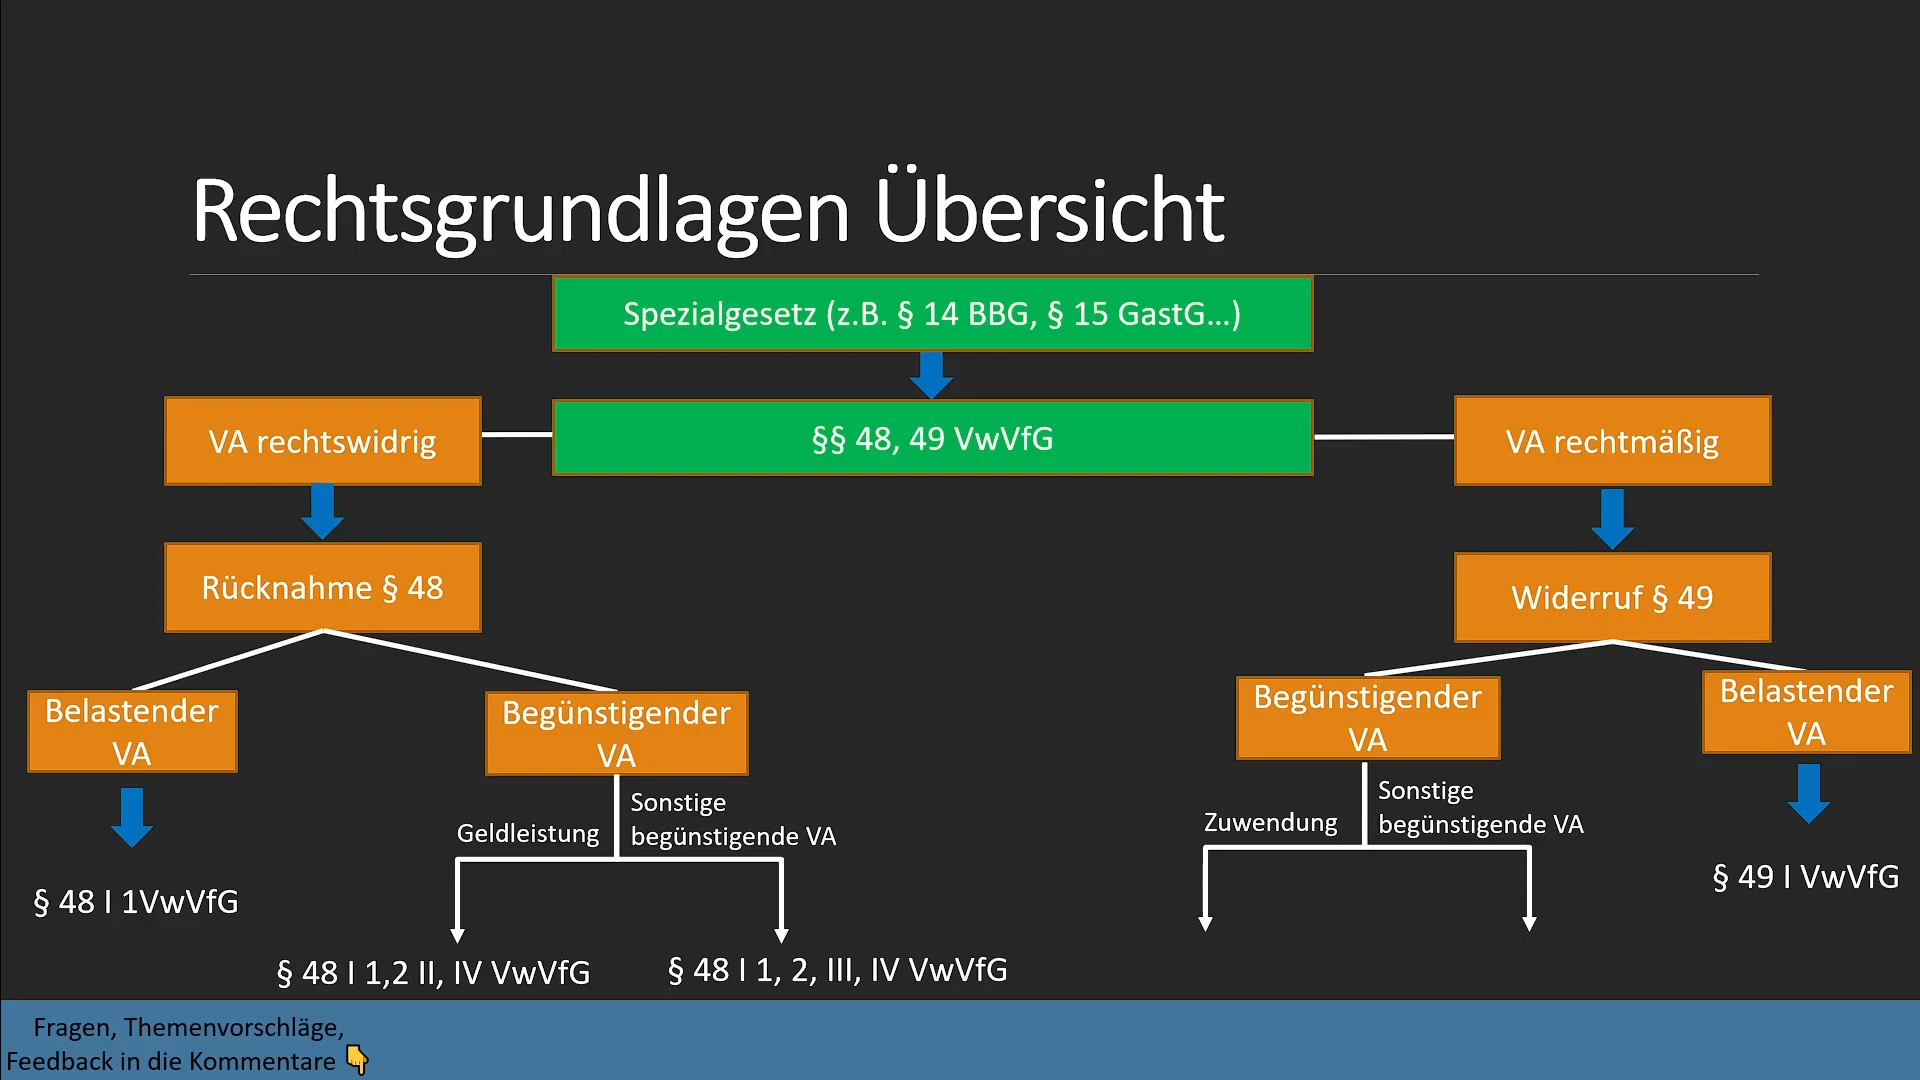 Rechtsgrundlagen Übersicht
Spezialgesetz (z.B. § 14 BBG, § 15 GastG...)
VA rechtswidrig
§§ 48, 49 VwVfG
VA rechtmäßig
Rücknahme § 48
Widerruf § 49
Belastender
VA
Begünstigender
VA
Begünstigender
VA
Belastender
VA
Geldleistung
Sonstige
begünstigende VA
Zuwendung
Sonstige
begünstigende VA
§ 48 I 1VwVfG
§ 49 I VwVfG
§ 48 I 1,2 II, IV VwVfG
§ 48 I 1, 2, III, IV VwVfG
Fragen, Themenvorschläge,
Feedback in die Kommentare 👇